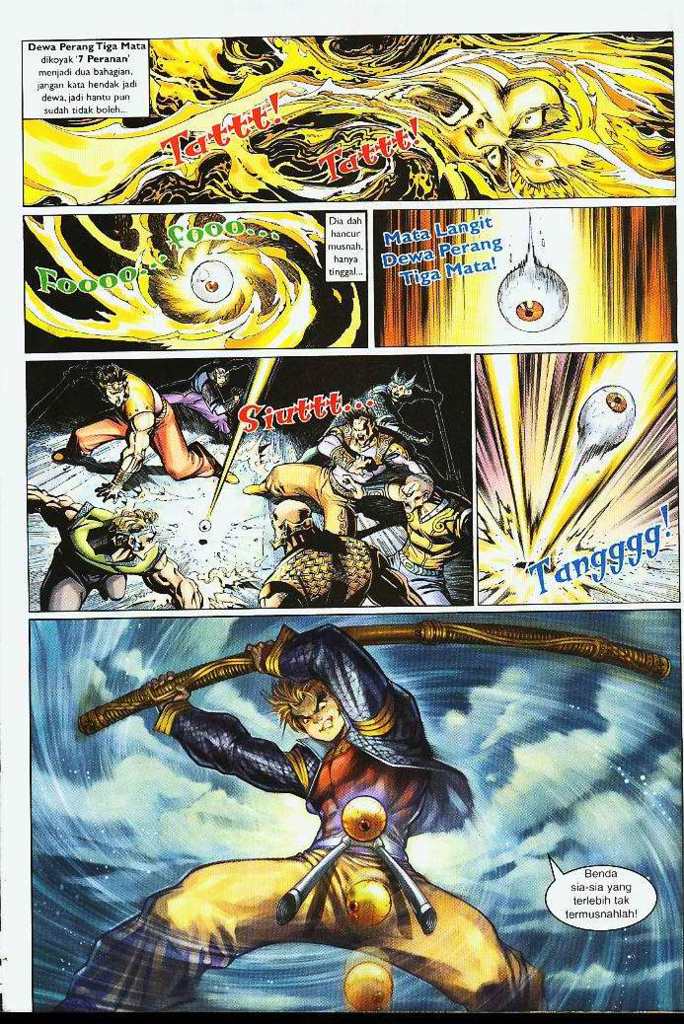 Dewa Perang Tiga Mata
dikoyak '7 Peranan'
menjadi dua bahagian,
jangan kata hendak jadi
dewa, jadi hantu pun
sudah tidak boleh...
Tattt!
Tattt!
Foooo... fooo...
Dia dah
hancur
musnah,
hanya
tinggal...
Mata Langit
Dewa Perang
Tiga Mata!
Siuttt...
Tangggg!
Benda
sia-sia yang
terlebih tak
termusnahlah!